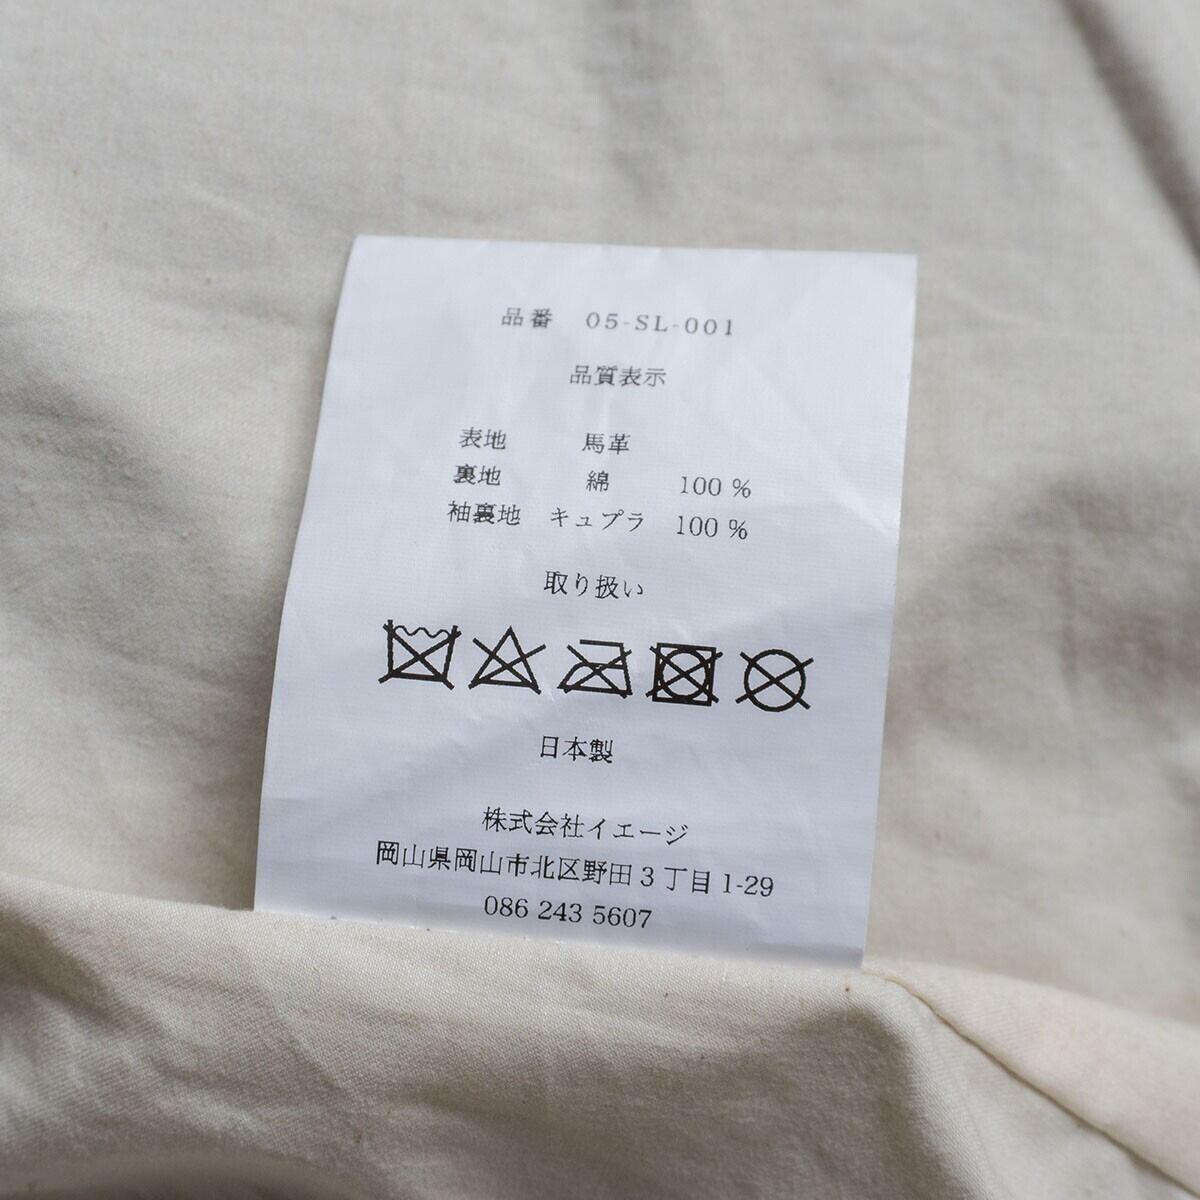 品番 05-SL-001
品質表示
表地 馬革
裏地 綿 100 %
袖裏地 キュプラ 100 %
取り扱い
日本製
株式会社イエージ
岡山県岡山市北区野田3丁目1-29
086 243 5607